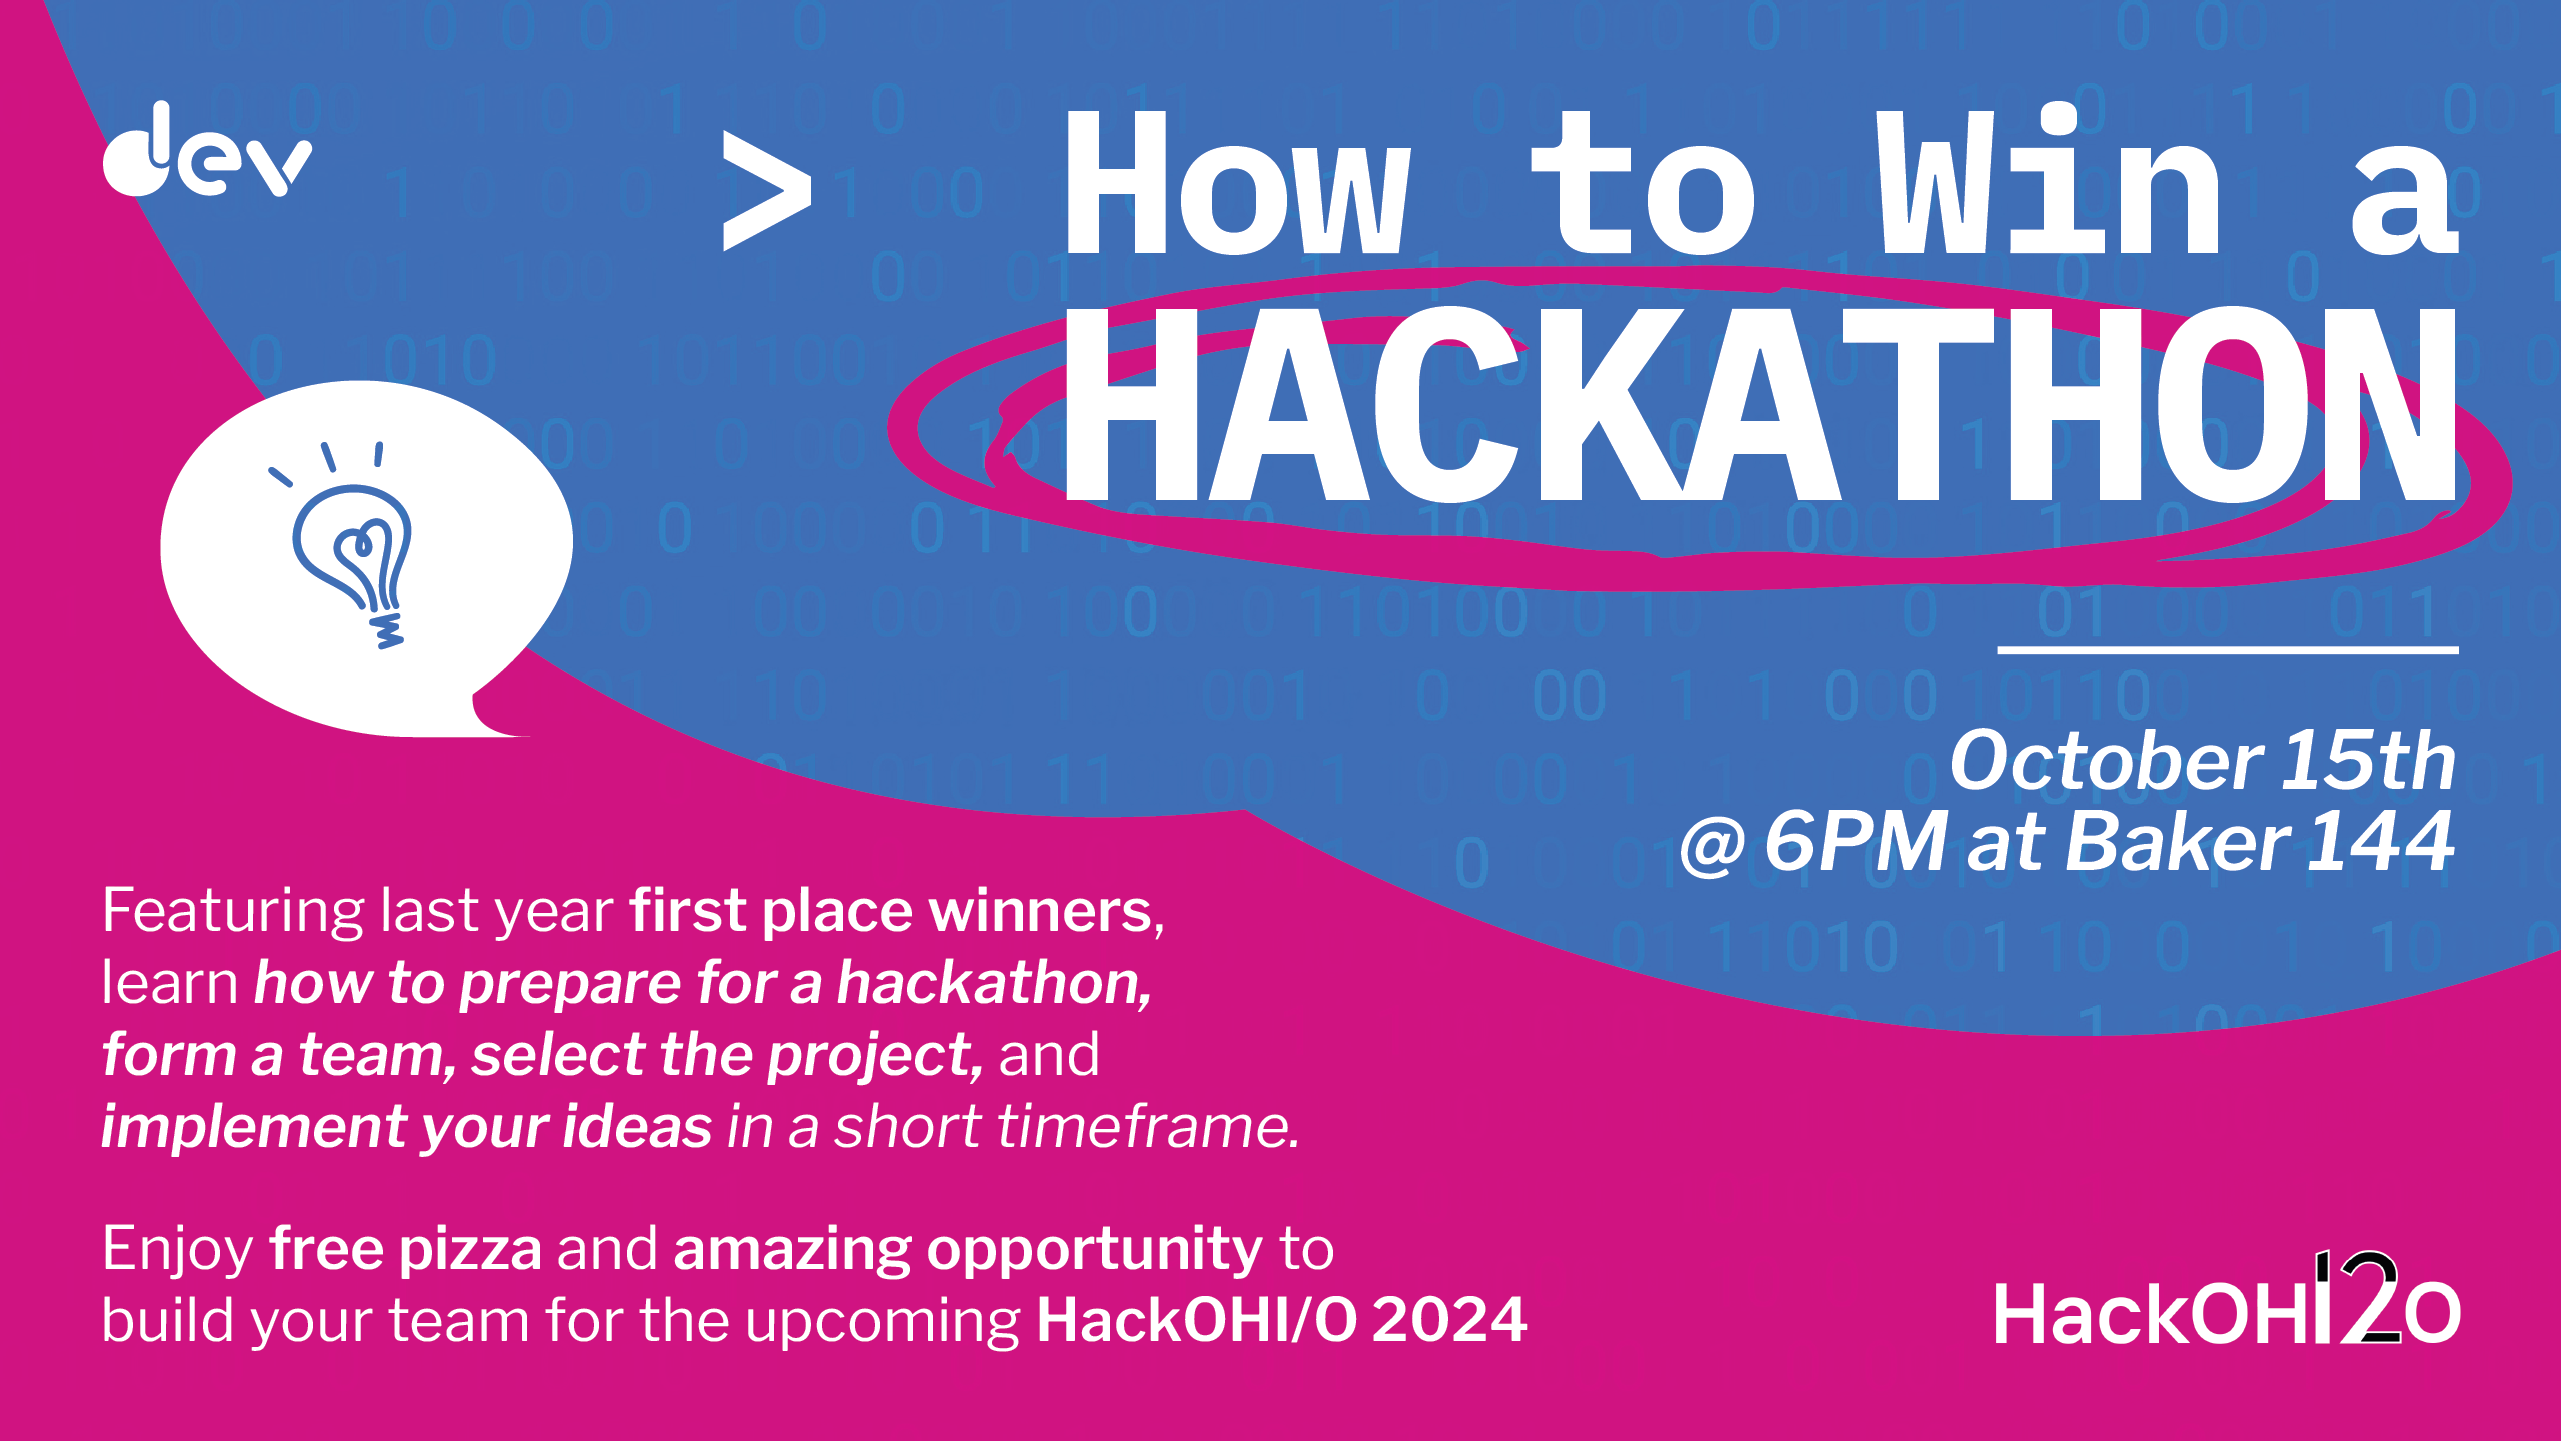 dev
> How to Win a
HACKATHON
October 15th
@ 6PM at Baker 144
Featuring last year first place winners,
learn how to prepare for a hackathon,
form a team, select the project, and
implement your ideas in a short timeframe.
Enjoy free pizza and amazing opportunity to
build your team for the upcoming HackOHI/O 2024
HackOHI2O